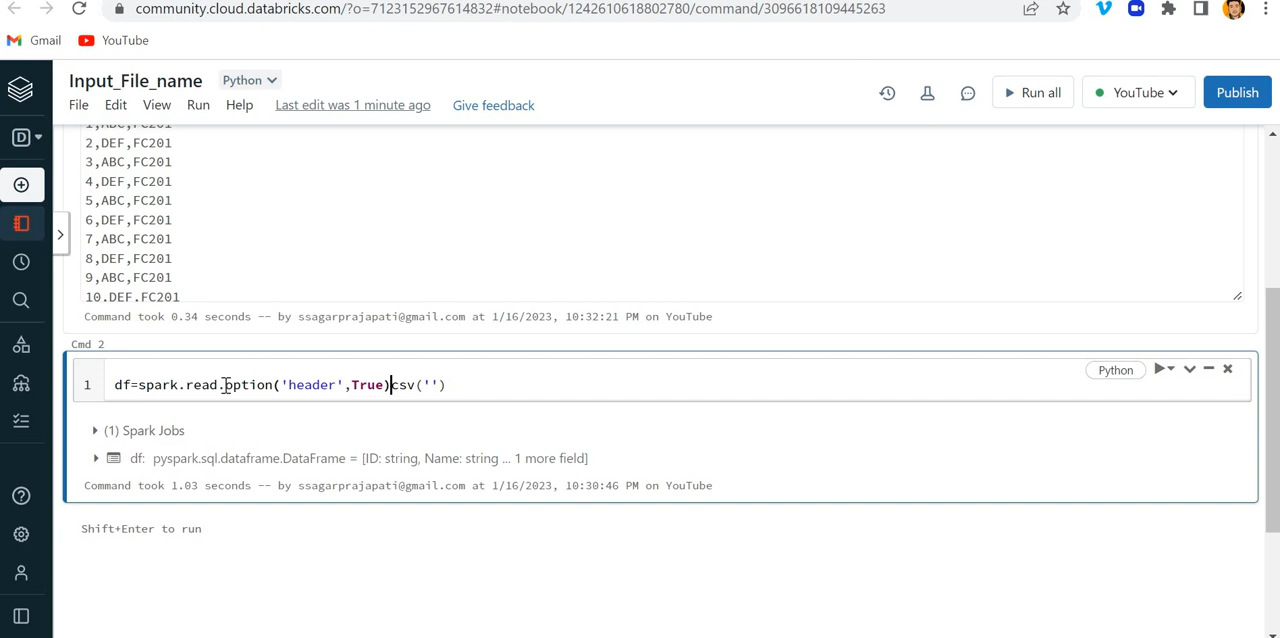 community.cloud.databricks.com/?o=7123152967614832#notebook/1242610618802780/command/3096618109445263
Gmail
YouTube
Input_File_name
Python
File
Edit
View
Run
Help
Last edit was 1 minute ago
Give feedback
Run all
YouTube
Publish
D
1,ABC,FC201
2,DEF,FC201
3,ABC,FC201
4,DEF,FC201
5,ABC,FC201
6,DEF,FC201
7,ABC,FC201
8,DEF,FC201
9,ABC,FC201
10,DEF,FC201
Command took 0.34 seconds -- by ssagarprajapati@gmail.com at 1/16/2023, 10:32:21 PM on YouTube
Cmd 2
Python
1 df=spark.read.option('header',True)csv('')
(1) Spark Jobs
df: pyspark.sql.dataframe.DataFrame = [ID: string, Name: string ... 1 more field]
Command took 1.03 seconds -- by ssagarprajapati@gmail.com at 1/16/2023, 10:30:46 PM on YouTube
Shift+Enter to run